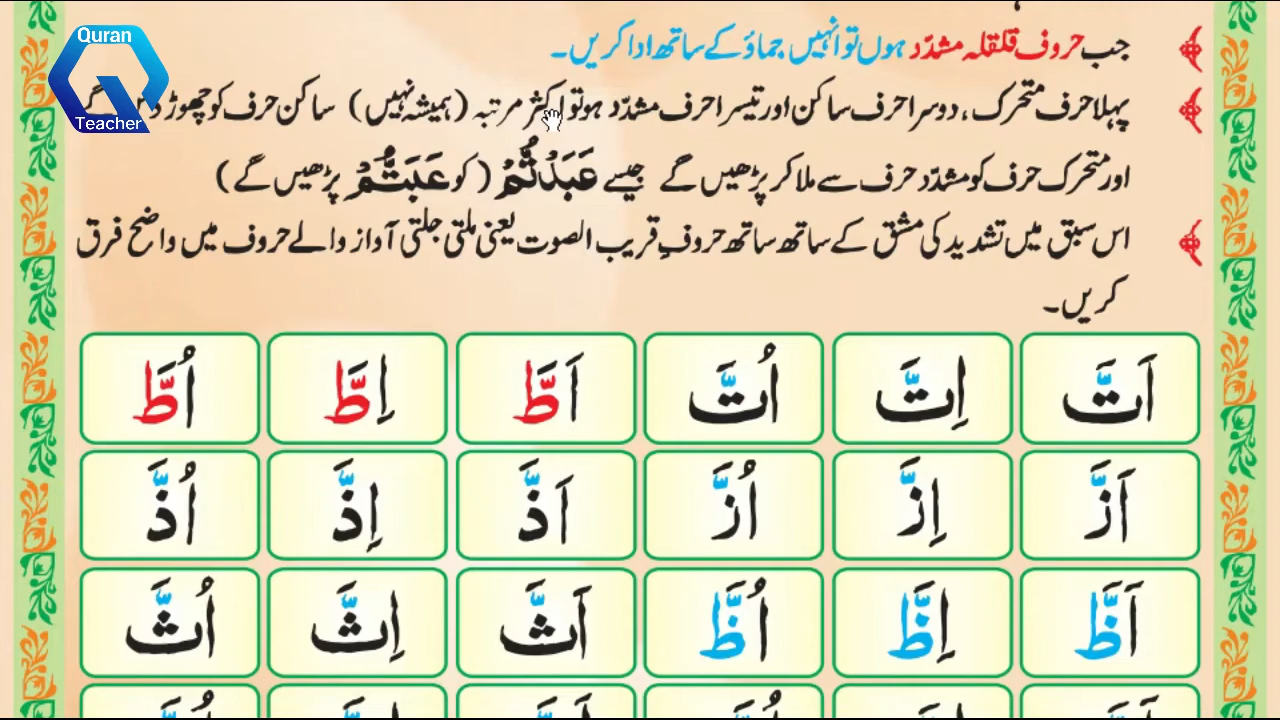 Quran
Teacher
جب حروف قلقلہ مشدّد ہوں تو انہیں جماؤ کے ساتھ ادا کریں۔
پہلا حرف متحرک، دوسرا حرف ساکن اور تیسرا حرف مشدّد ہو تو اکثر مرتبہ (ہمیشہ نہیں) ساکن حرف کو چھوڑ
اور متحرک حرف کو مشدّد حرف سے ملا کر پڑھیں گے جیسے عَبَدْتُّمْ (کو عَبَتُّمْ پڑھیں گے)
اس سبق میں تشدید کی مشق کے ساتھ ساتھ حروفِ قریب الصوت یعنی ملتی جلتی آواز والے حروف میں واضح فرق
کریں۔
اَتَّ اِتَّ اُتَّ اَطَّ اِطَّ اُطَّ
اَزَّ اِزَّ اُزَّ اَذَّ اِذَّ اُذَّ
اَظَّ اِظَّ اُظَّ اَثَّ اِثَّ اُثَّ